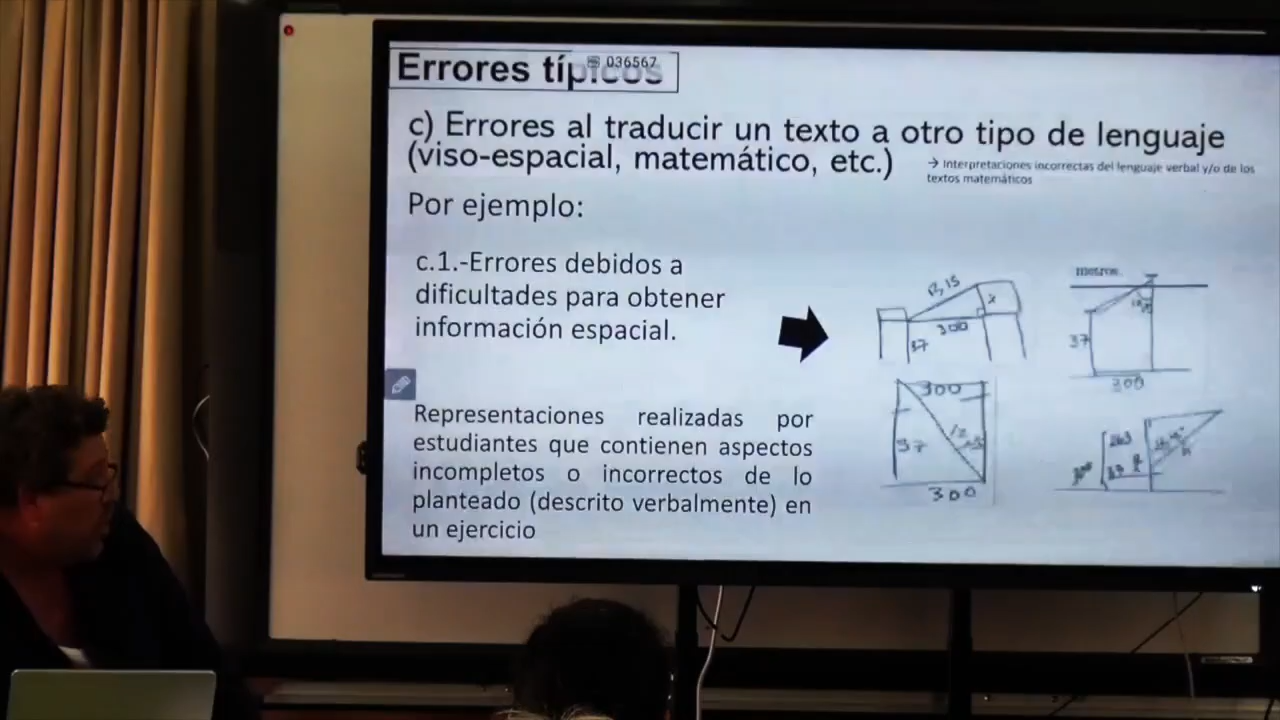 Errores típicos
036567
c) Errores al traducir un texto a otro tipo de lenguaje
(viso-espacial, matemático, etc.)
→ Interpretaciones incorrectas del lenguaje verbal y/o de los
textos matemáticos
Por ejemplo:
c.1.-Errores debidos a
dificultades para obtener
información espacial.
Representaciones realizadas por
estudiantes que contienen aspectos
incompletos o incorrectos de lo
planteado (descrito verbalmente) en
un ejercicio
x
300
37
metros.
37
300
300
37
300